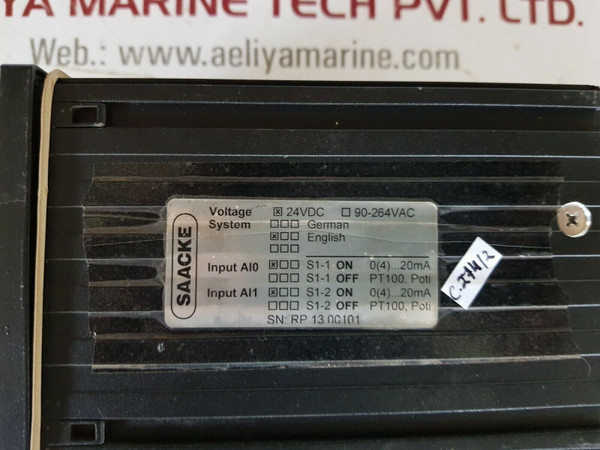 YA MARINE TECH PVT. LTD.
Web.: www.aeliyamarine.com
SAACKE
Voltage ☒ 24VDC ☐ 90-264VAC
System ☐☐☐ German
☒☐☐ English
☐☐☐
Input AI0 ☒☐☐ S1-1 ON 0(4)...20mA
☐☐☐ S1-1 OFF PT100, Poti
Input AI1 ☒☐☐ S1-2 ON 0(4)...20mA
☐☐☐ S1-2 OFF PT100, Poti
SN: RP 13 00101